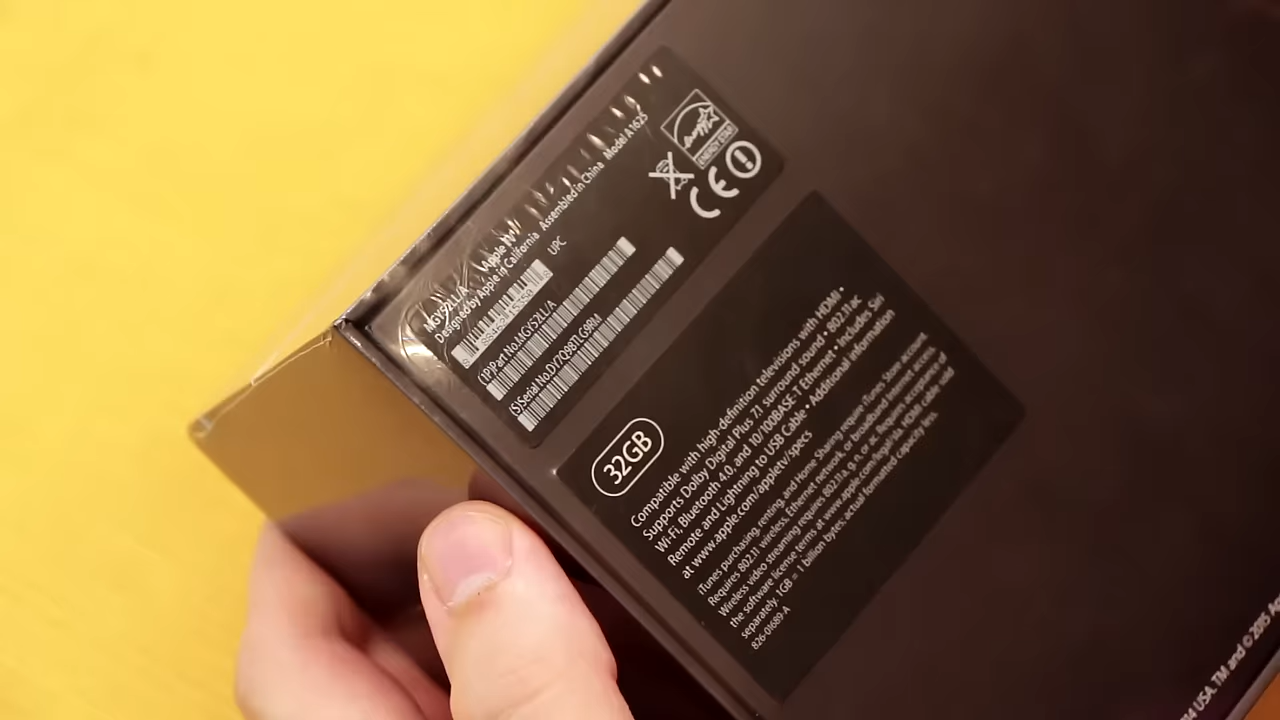 MGY52LL/A Apple TV
Designed by Apple in California Assembled in China Model A1625
UPC
(1P)Part No.MGY52LL/A
(S)Serial No.
ENERGY STAR
CE
32GB
Compatible with high-definition televisions with HDMI •
Supports Dolby Digital Plus 7.1 surround sound • 802.11ac
Wi-Fi, Bluetooth 4.0, and 10/100BASE-T Ethernet • Includes Siri
Remote and Lightning to USB Cable • Additional information
at www.apple.com/appletv/specs
iTunes purchasing, renting, and Home Sharing require iTunes Store account.
Requires 802.11 wireless, Ethernet network, or broadband Internet access.
Wireless video streaming requires 802.11a, g, n, or ac. Requires acceptance of
the software license terms at www.apple.com/legal/sla. HDMI cable sold
separately. 1GB = 1 billion bytes; actual formatted capacity less.
826-01689-A
USA. TM and © 2015